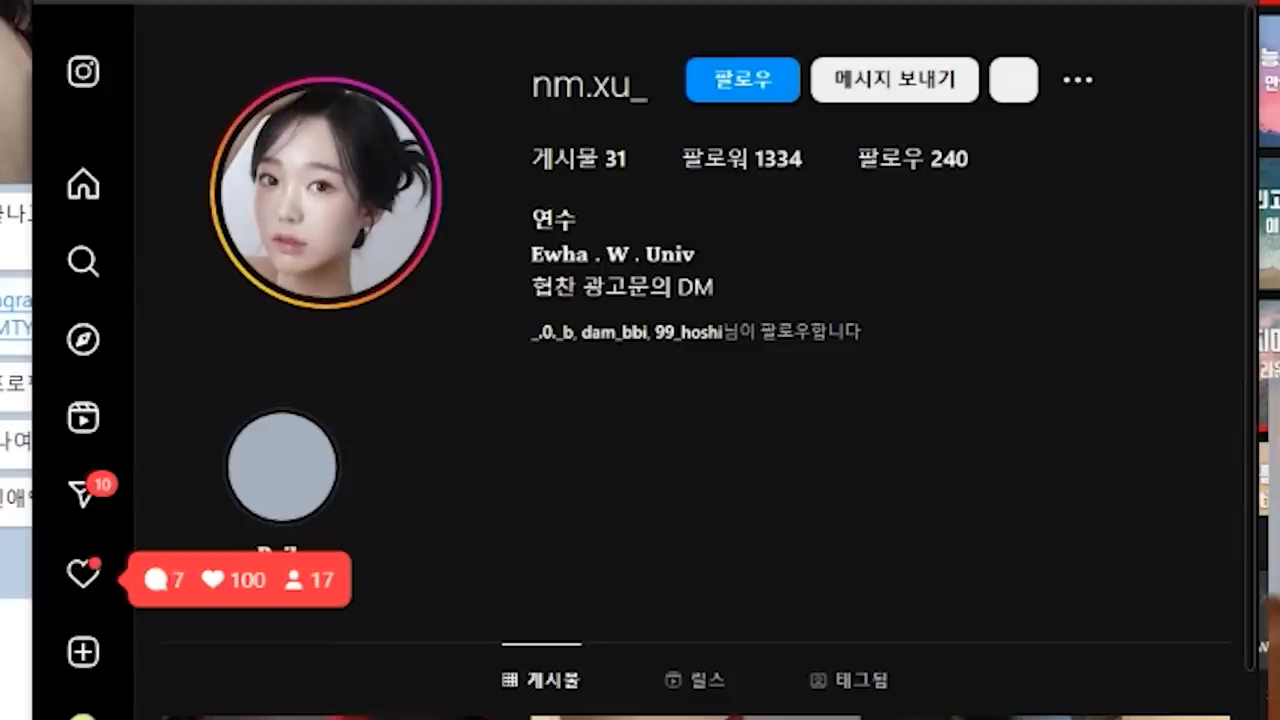 nm.xu_
팔로우
메시지 보내기
게시물 31
팔로워 1334
팔로우 240
연수
Ewha . W . Univ
협찬 광고문의 DM
_.0._b, dam_bbi, 99_hoshi님이 팔로우합니다
10
7
100
17
게시물
릴스
태그됨